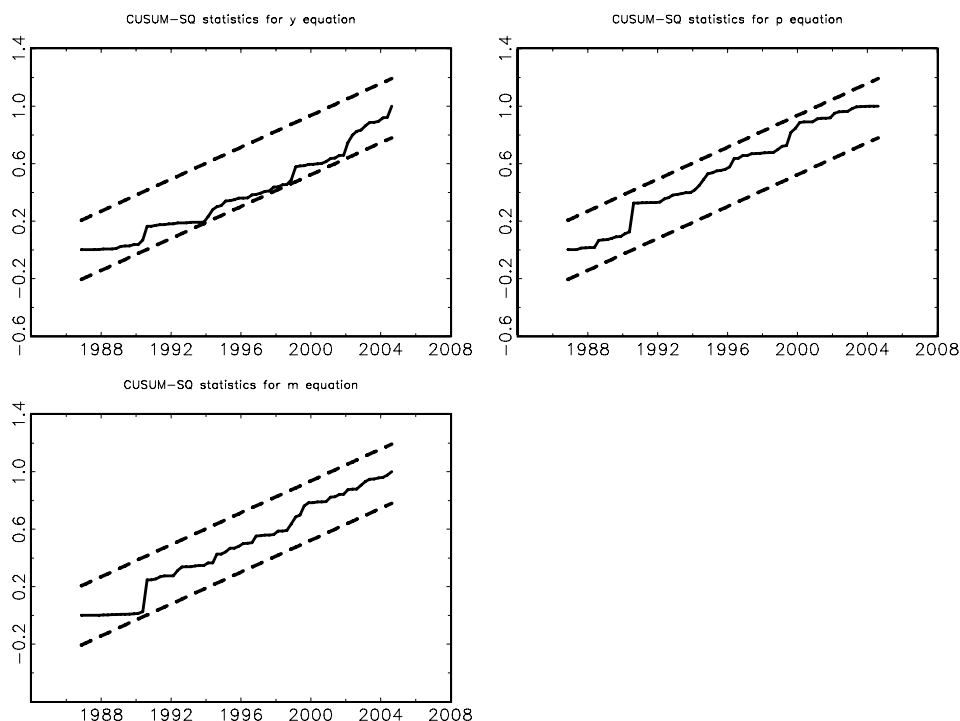 CUSUM-SQ statistics for y equation
1.4
1.0
0.6
0.2
-0.2
-0.6
1988 1992 1996 2000 2004 2008
CUSUM-SQ statistics for p equation
1.4
1.0
0.6
0.2
-0.2
-0.6
1988 1992 1996 2000 2004 2008
CUSUM-SQ statistics for m equation
1.4
1.0
0.6
0.2
-0.2
1988 1992 1996 2000 2004 2008